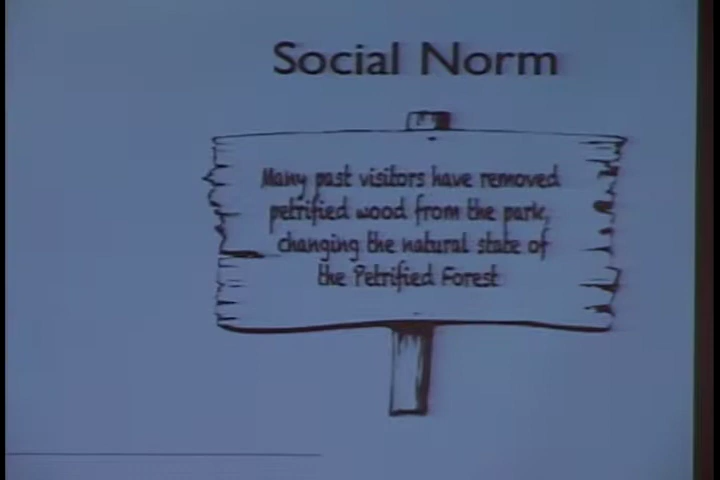 Social Norm
Many past visitors have removed
petrified wood from the park,
changing the natural state of
the Petrified Forest